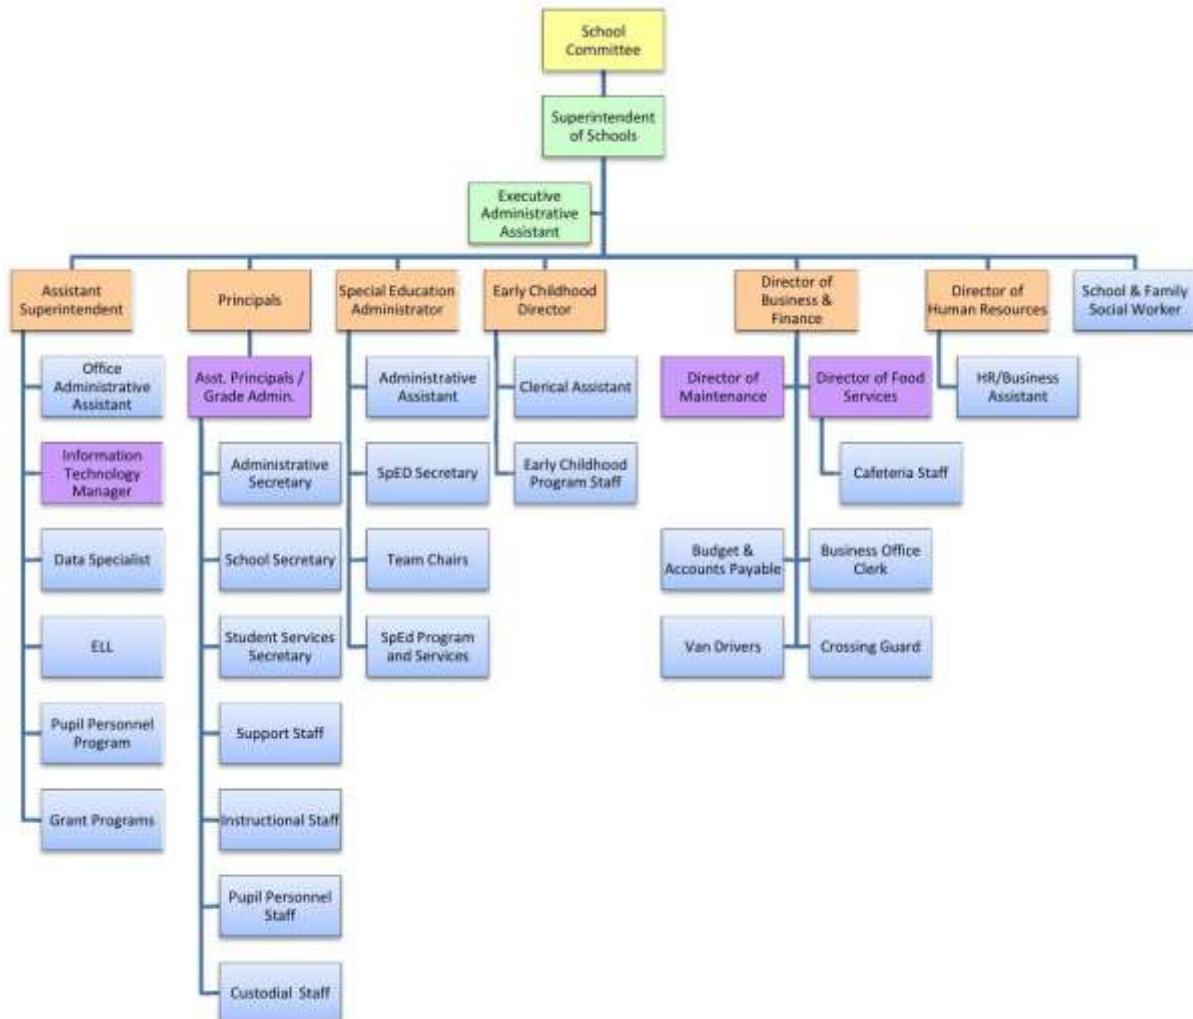 School
Committee
Superintendent
of Schools
Executive
Administrative
Assistant
Assistant
Superintendent
Principals
Special Education
Administrator
Early Childhood
Director
Director of
Business &
Finance
Director of
Human Resources
School & Family
Social Worker
Office
Administrative
Assistant
Asst. Principals /
Grade Admin.
Administrative
Assistant
Clerical Assistant
Director of
Maintenance
Director of Food
Services
HR/Business
Assistant
Information
Technology
Manager
Administrative
Secretary
SpED Secretary
Early Childhood
Program Staff
Cafeteria Staff
Data Specialist
School Secretary
Team Chairs
Budget &
Accounts Payable
Business Office
Clerk
ELL
Student Services
Secretary
SpEd Program
and Services
Van Drivers
Crossing Guard
Pupil Personnel
Program
Support Staff
Grant Programs
Instructional Staff
Pupil Personnel
Staff
Custodial Staff